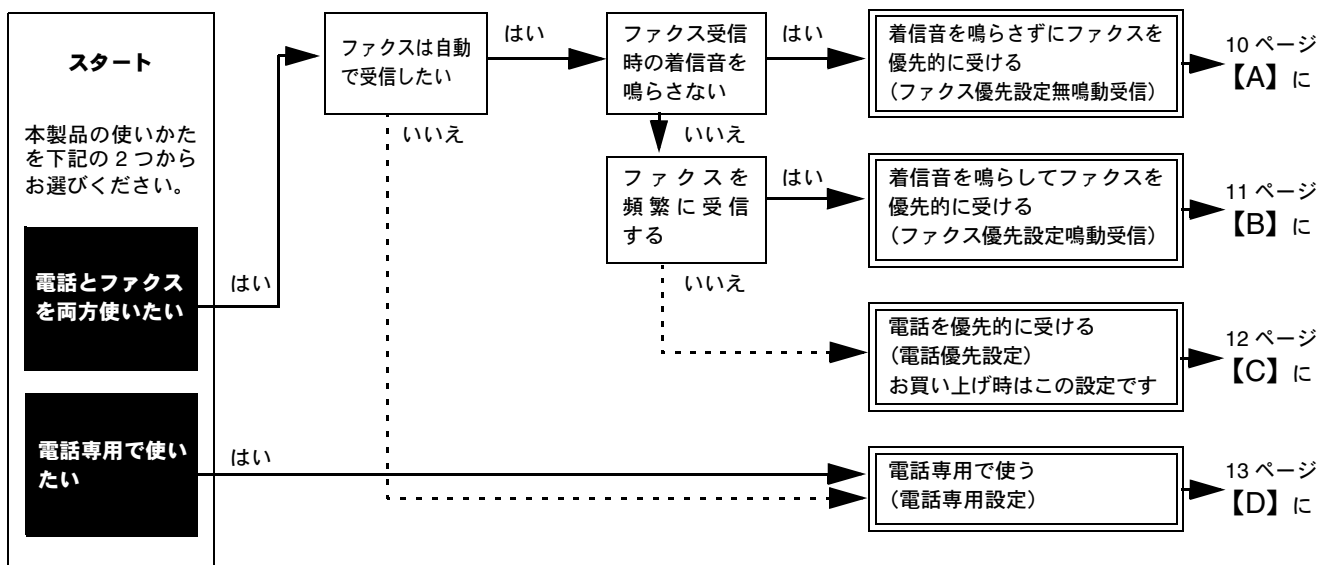 スタート
本製品の使いかた
を下記の２つから
お選びください。
電話とファクス
を両方使いたい
はい
電話専用で使い
たい
はい
ファクスは自動
で受信したい
はい
いいえ
ファクス受信
時の着信音を
鳴らさない
はい
いいえ
ファクスを
頻繁に受信
する
はい
いいえ
着信音を鳴らさずにファクスを
優先的に受ける
（ファクス優先設定無鳴動受信）
10 ページ
【A】に
着信音を鳴らしてファクスを
優先的に受ける
（ファクス優先設定鳴動受信）
11 ページ
【B】に
電話を優先的に受ける
（電話優先設定）
お買い上げ時はこの設定です
12 ページ
【C】に
電話専用で使う
（電話専用設定）
13 ページ
【D】に